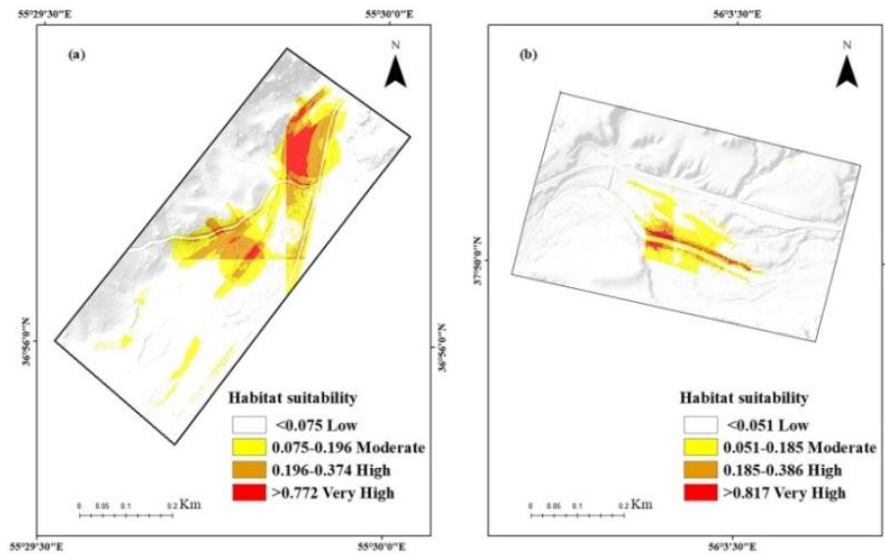 55°29'30"E
55°30'0"E
(a)
N
36°56'0"N
36°56'0"N
Habitat suitability
<0.075 Low
0.075-0.196 Moderate
0.196-0.374 High
>0.772 Very High
0 0.05 0.1 0.2 Km
55°29'30"E
55°30'0"E
56°3'30"E
(b)
N
37°50'0"N
Habitat suitability
<0.051 Low
0.051-0.185 Moderate
0.185-0.386 High
>0.817 Very High
0 0.05 0.1 0.2 Km
56°3'30"E